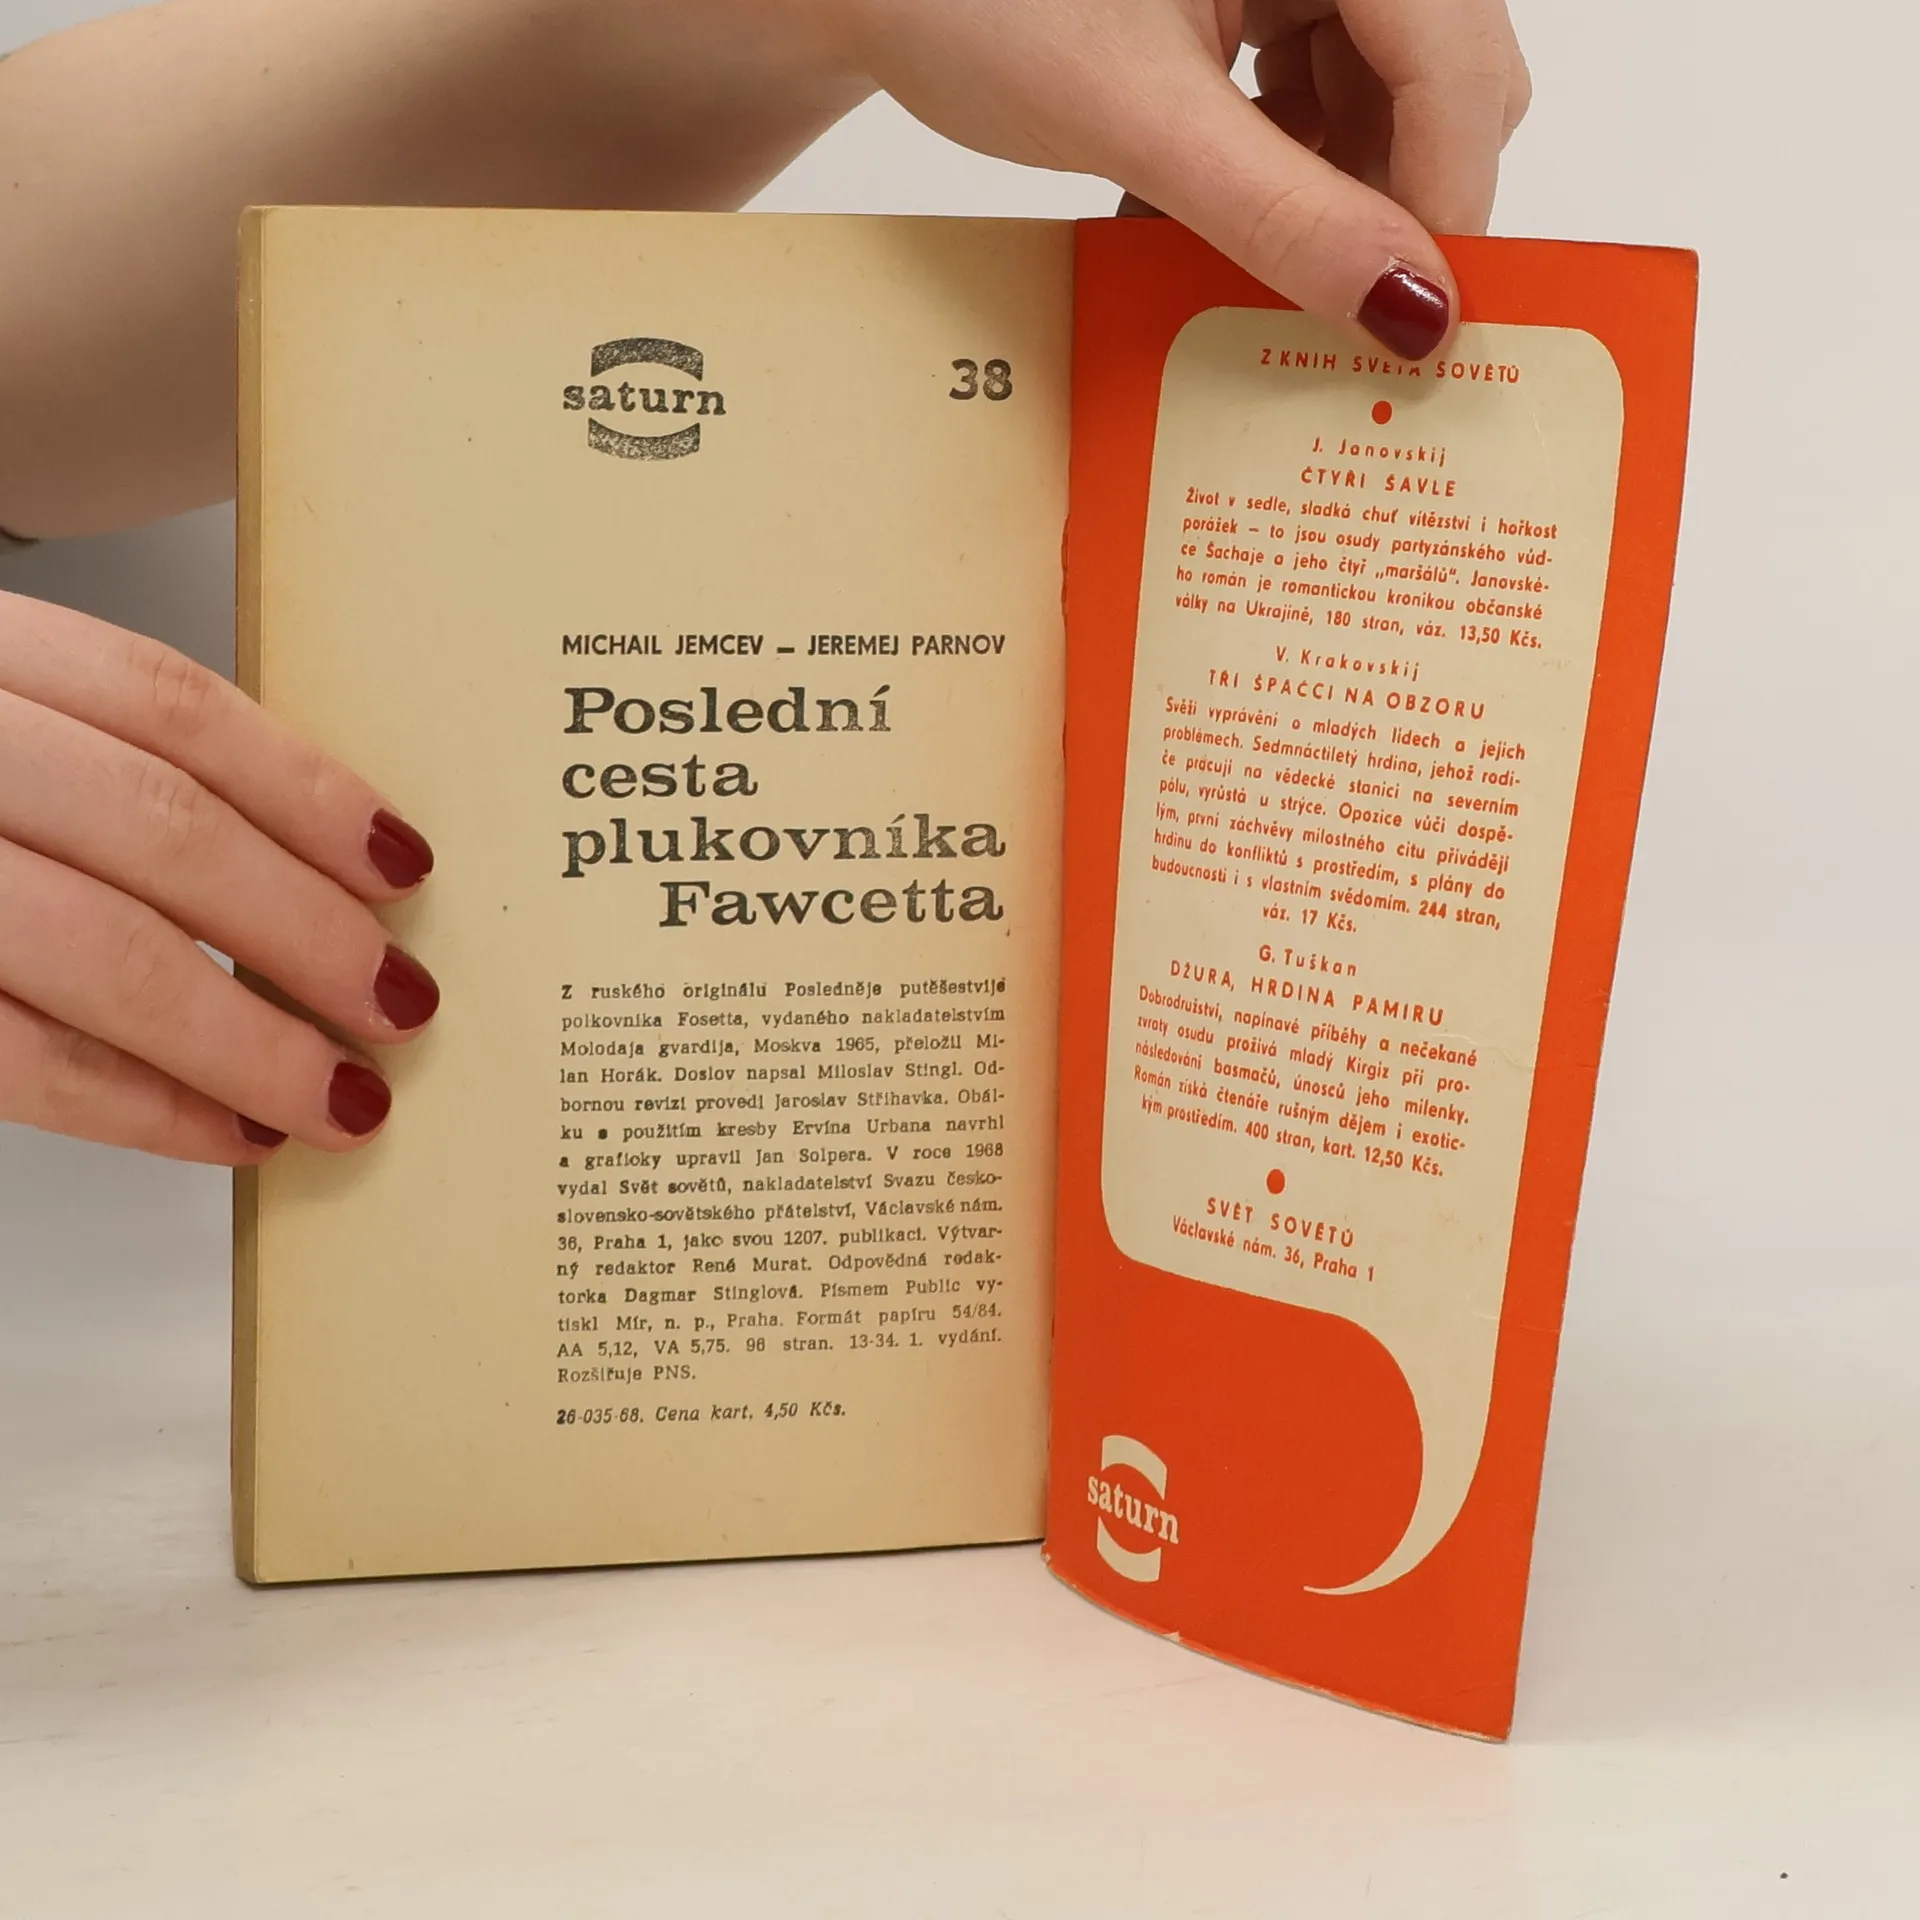 saturn
38
MICHAIL JEMCEV – JEREMEJ PARNOV
Poslední
cesta
plukovníka
Fawcetta
Z ruského originálu Posledněje putěšestvije
polkovnika Fosetta, vydaného nakladatelstvím
Molodaja gvardija, Moskva 1965, přeložil Mi-
lan Horák. Doslov napsal Miloslav Stingl. Od-
bornou revizi provedl Jaroslav Střihavka. Obál-
ku s použitím kresby Ervína Urbana navrhl
a graficky upravil Jan Solpera. V roce 1968
vydal Svět sovětů, nakladatelství Svazu česko-
slovensko-sovětského přátelství, Václavské nám.
36, Praha 1, jako svou 1207. publikaci. Výtvar-
ný redaktor René Murat. Odpovědná redak-
torka Dagmar Stinglová. Písmem Public vy-
tiskl Mír, n. p., Praha. Formát papíru 54/84.
AA 5,12, VA 5,75. 96 stran. 13-34. 1. vydání.
Rozšiřuje PNS.
26-035-68. Cena kart. 4,50 Kčs.
Z KNIH SVĚTA SOVĚTŮ
J. Janovskij
ČTYŘI ŠAVLE
Život v sedle, sladká chuť vítězství i hořkost
porážek – to jsou osudy partyzánského vůd-
ce Šachaje a jeho čtyř „maršálů“. Janovské-
ho román je romantickou kronikou občanské
války na Ukrajině, 180 stran, váz. 13,50 Kčs.
V. Krakovskij
TŘI ŠPAČCI NA OBZORU
Svěží vyprávění o mladých lidech a jejich
problémech. Sedmnáctiletý hrdina, jehož rodi-
če pracují na vědecké stanici na severním
pólu, vyrůstá u strýce. Opozice vůči dospě-
lým, první záchvěvy milostného citu přivádějí
hrdinu do konfliktů s prostředím, s plány do
budoucnosti i s vlastním svědomím. 244 stran,
váz. 17 Kčs.
G. Tuškan
DŽURA, HRDINA PAMIRU
Dobrodružství, napínavé příběhy a nečekané
zvraty osudu prožívá mladý Kirgiz při pro-
následování basmačů, únosců jeho milenky.
Román získá čtenáře rušným dějem i exotic-
kým prostředím. 400 stran, kart. 12,50 Kčs.
SVĚT SOVĚTŮ
Václavské nám. 36, Praha 1
saturn